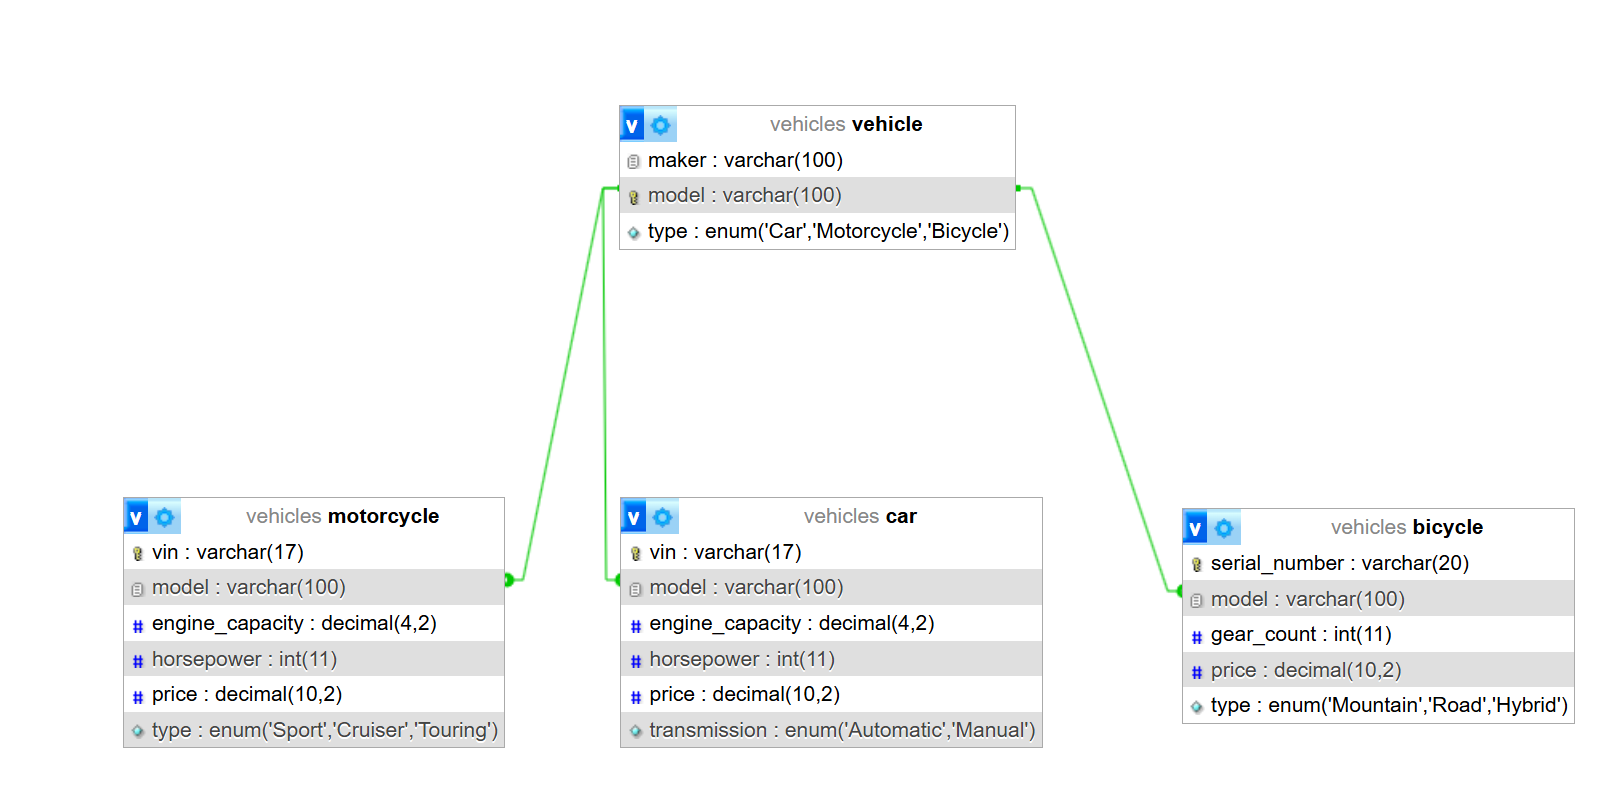 v vehicles vehicle
maker : varchar(100)
model : varchar(100)
type : enum('Car','Motorcycle','Bicycle')
v vehicles motorcycle
vin : varchar(17)
model : varchar(100)
# engine_capacity : decimal(4,2)
# horsepower : int(11)
# price : decimal(10,2)
type : enum('Sport','Cruiser','Touring')
v vehicles car
vin : varchar(17)
model : varchar(100)
# engine_capacity : decimal(4,2)
# horsepower : int(11)
# price : decimal(10,2)
transmission : enum('Automatic','Manual')
v vehicles bicycle
serial_number : varchar(20)
model : varchar(100)
# gear_count : int(11)
# price : decimal(10,2)
type : enum('Mountain','Road','Hybrid')